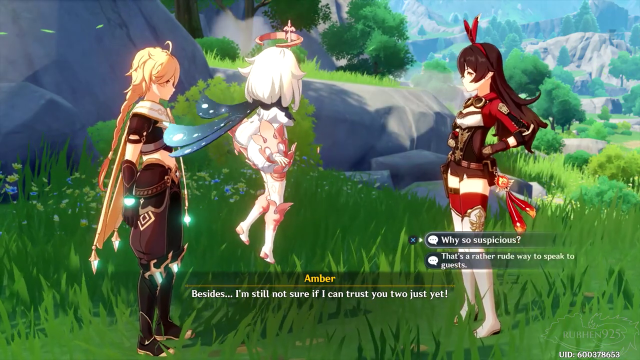 Why so suspicious?
That's a rather rude way to speak to
guests.
Amber
Besides... I'm still not sure if I can trust you two just yet!
RUBHEN925
UID: 600378653